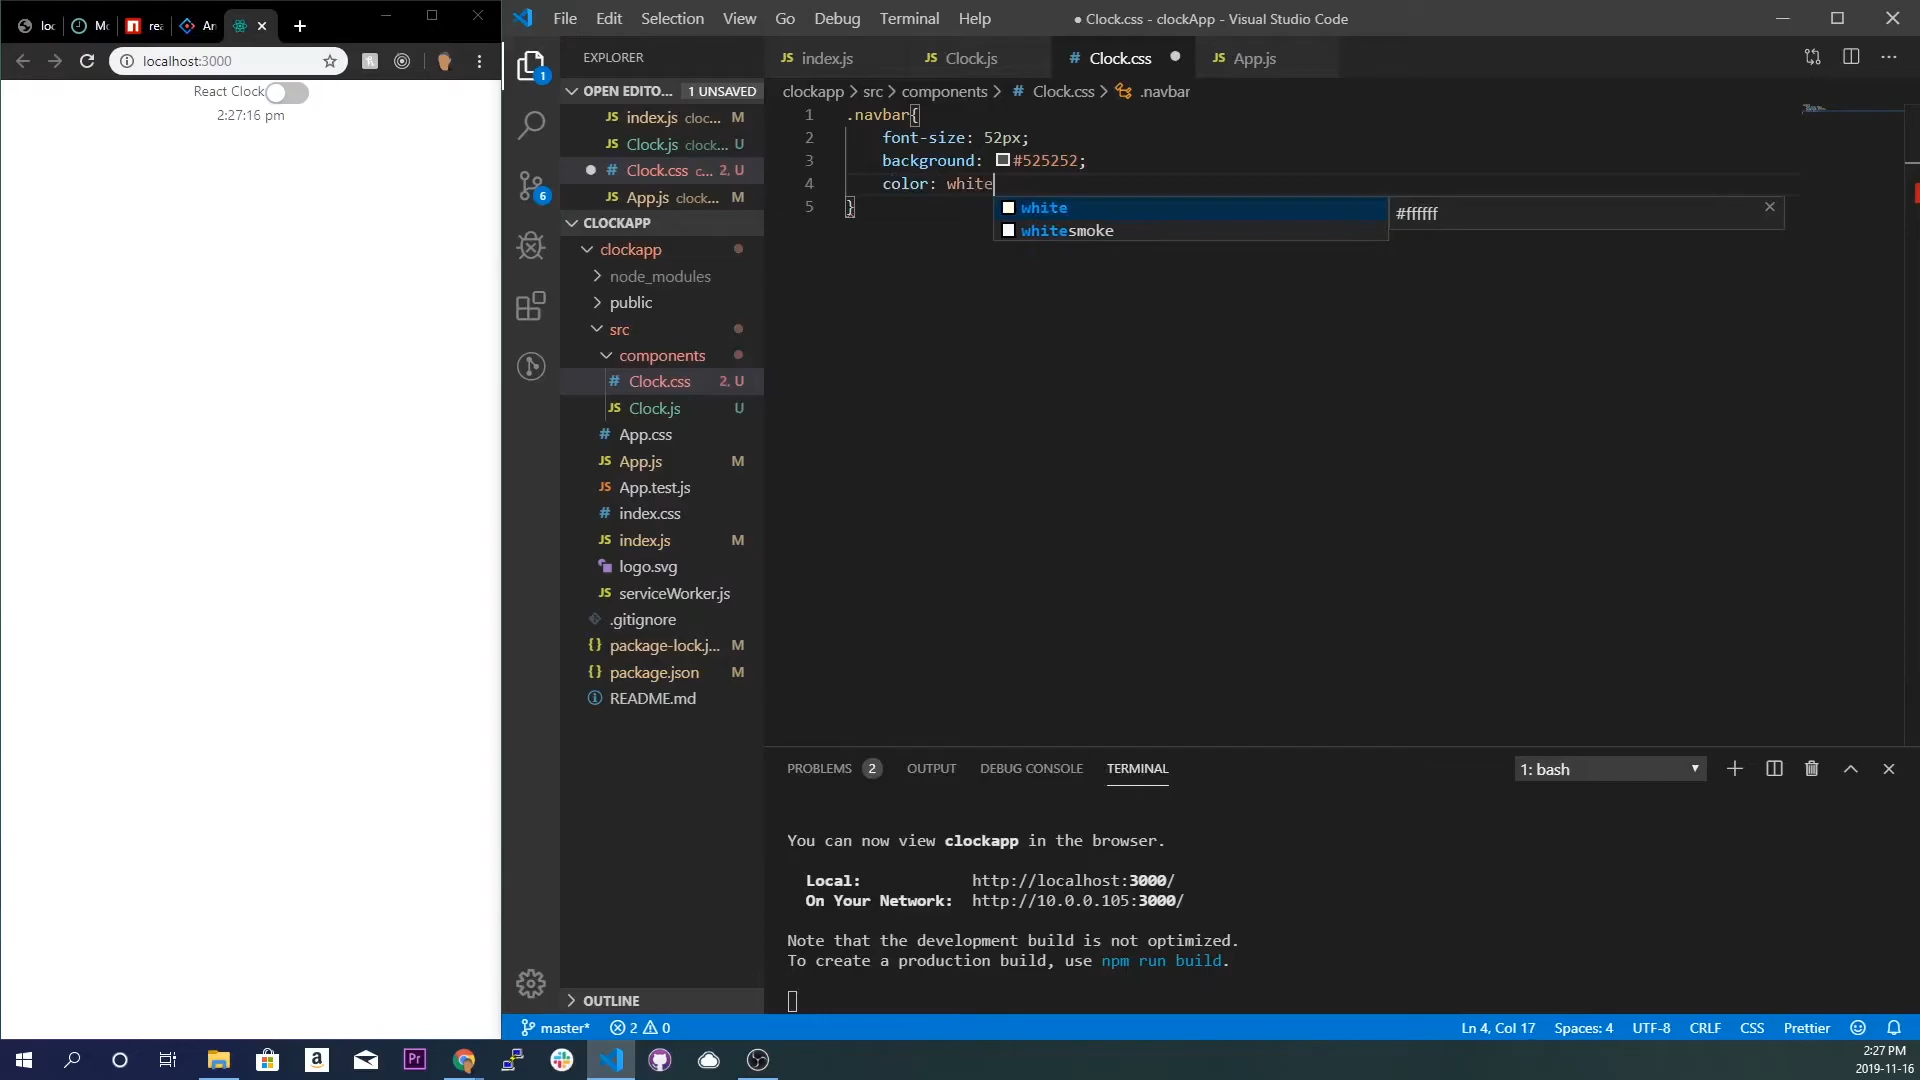 loc
Mo
rea
An
localhost:3000
React Clock
2:27:16 pm
File Edit Selection View Go Debug Terminal Help
● Clock.css - clockApp - Visual Studio Code
EXPLORER
OPEN EDITO... 1 UNSAVED
JS index.js cloc... M
JS Clock.js clock... U
● # Clock.css c... 2, U
JS App.js clock... M
CLOCKAPP
clockapp
node_modules
public
src
components
# Clock.css 2, U
JS Clock.js U
# App.css
JS App.js M
JS App.test.js
# index.css
JS index.js M
logo.svg
JS serviceWorker.js
.gitignore
{} package-lock.j... M
{} package.json M
README.md
OUTLINE
1
6
JS index.js
JS Clock.js
# Clock.css ●
JS App.js
clockapp > src > components > # Clock.css > .navbar
1 .navbar{
2 font-size: 52px;
3 background: #525252;
4 color: white
5 }
white
whitesmoke
#ffffff
PROBLEMS 2 OUTPUT DEBUG CONSOLE TERMINAL
1: bash
You can now view clockapp in the browser.
Local: http://localhost:3000/
On Your Network: http://10.0.0.105:3000/
Note that the development build is not optimized.
To create a production build, use npm run build.
master* 2 0
Ln 4, Col 17 Spaces: 4 UTF-8 CRLF CSS Prettier
a
Pr
2:27 PM
2019-11-16